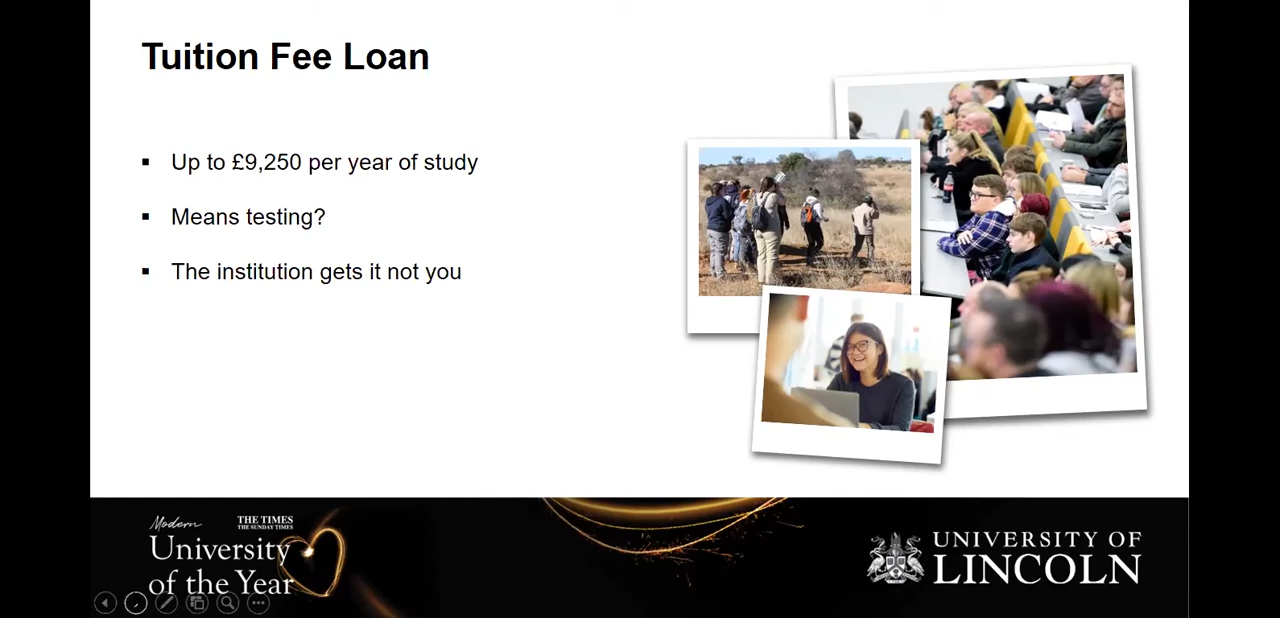 Tuition Fee Loan
▪ Up to £9,250 per year of study
▪ Means testing?
▪ The institution gets it not you
Modern
THE TIMES
THE SUNDAY TIMES
University
of the Year
UNIVERSITY OF
LINCOLN